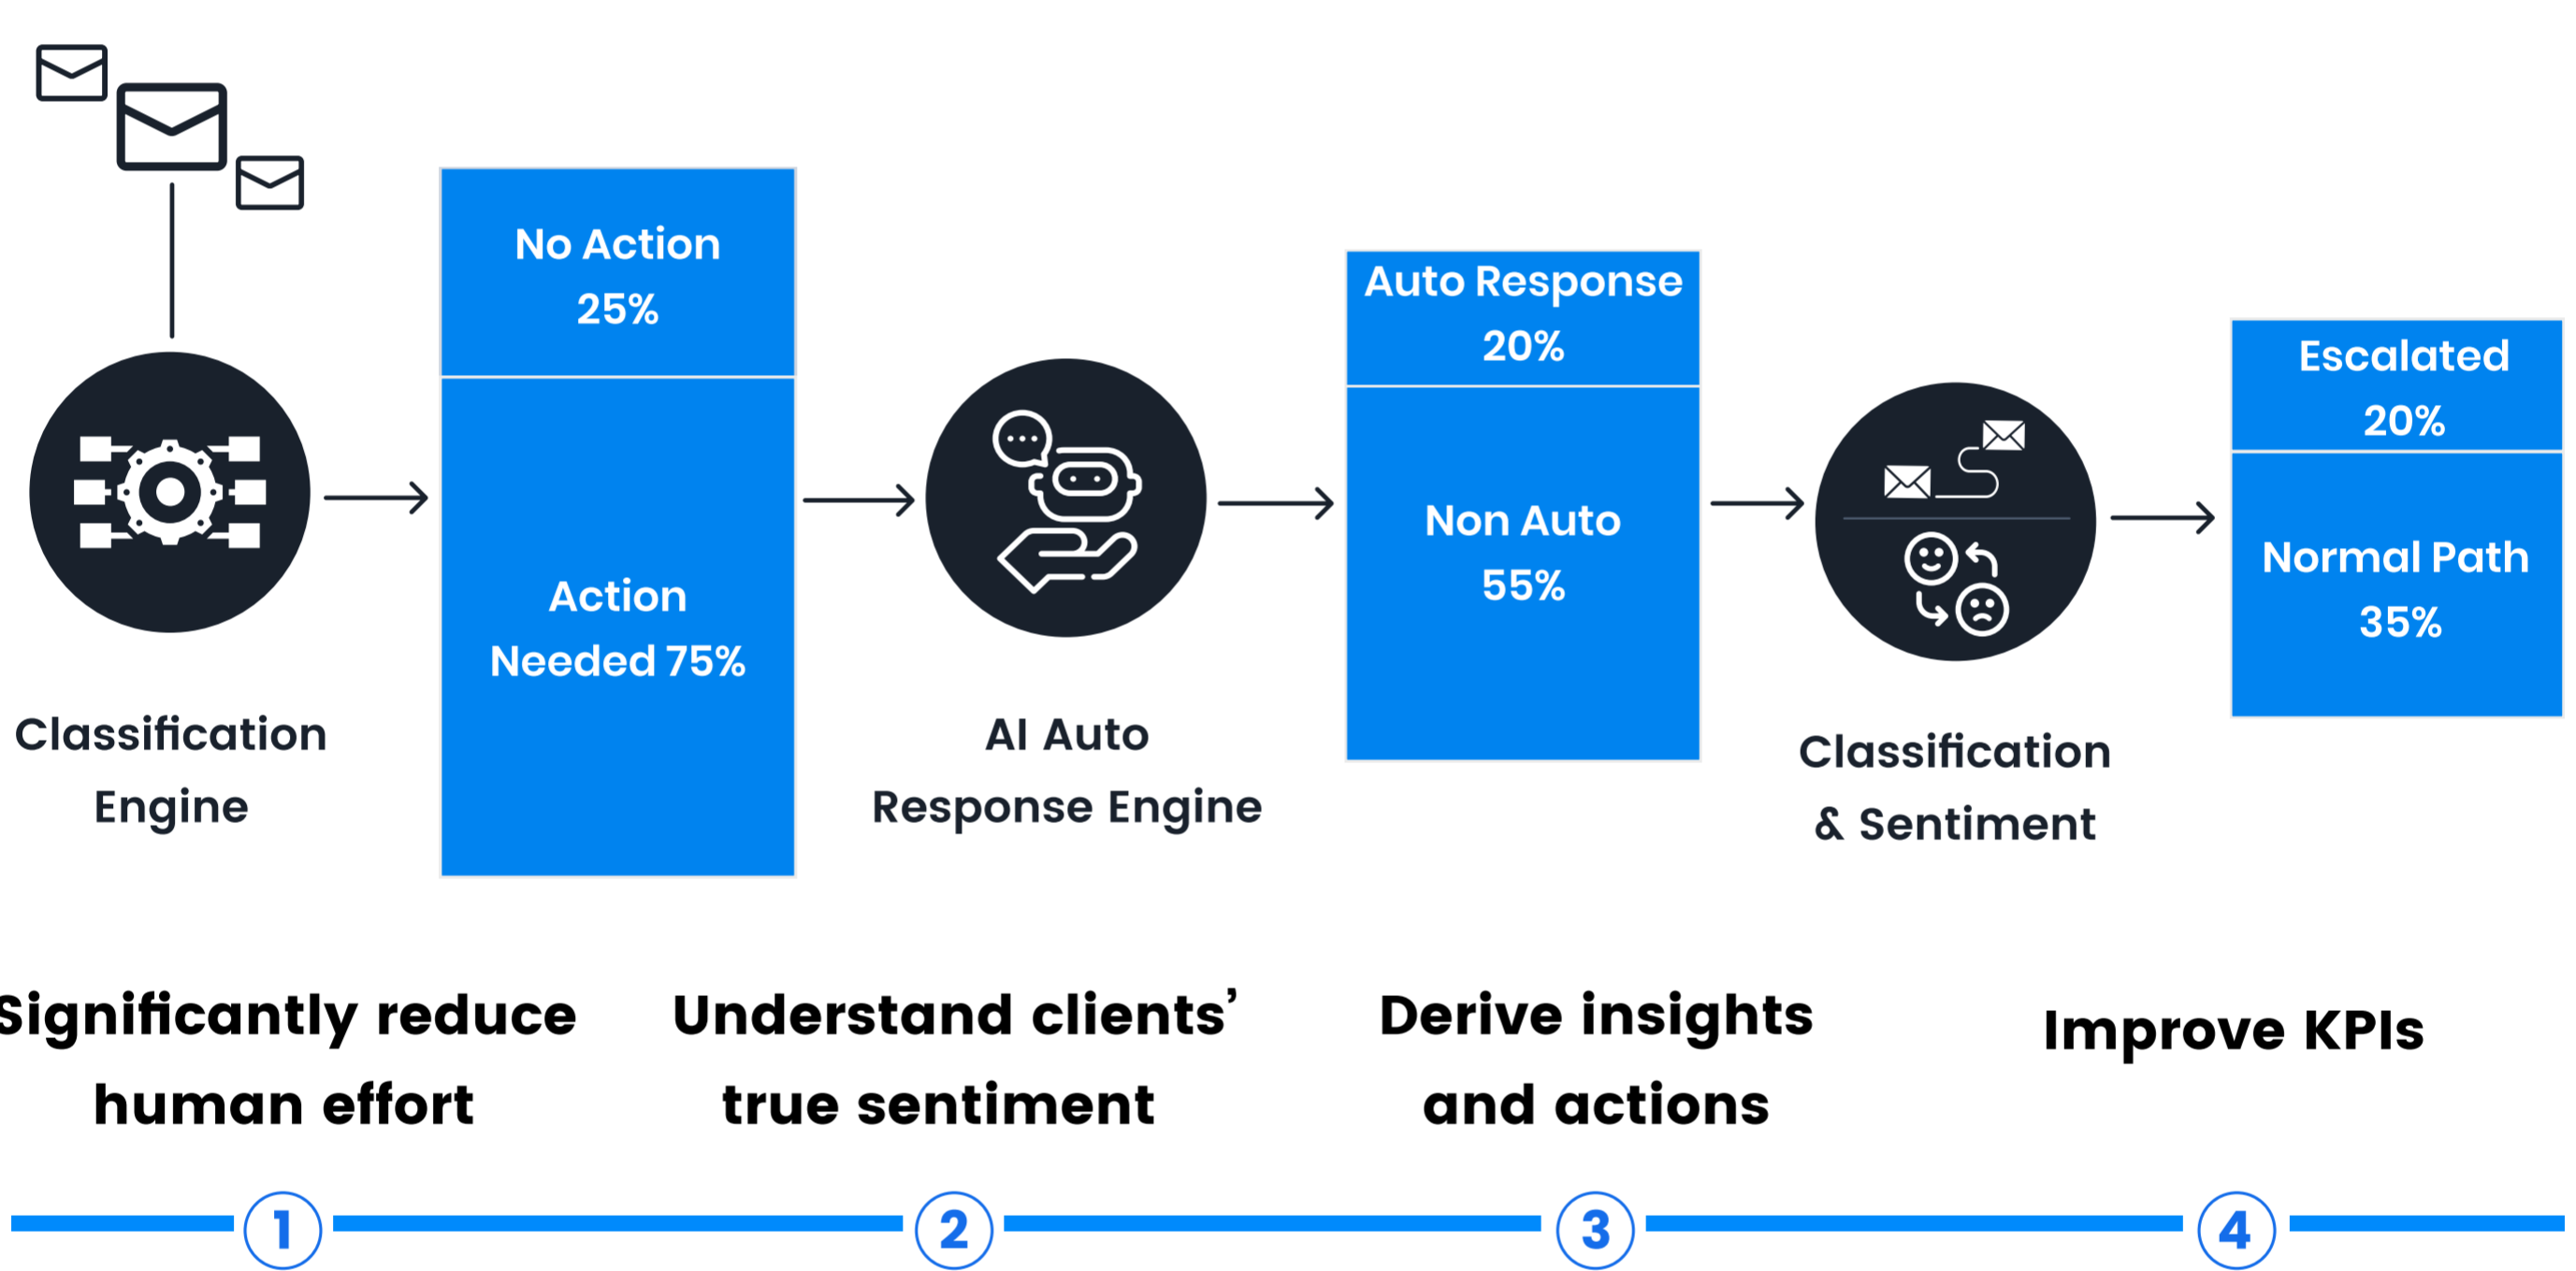 No Action
25%
Action
Needed 75%
Auto Response
20%
Non Auto
55%
Escalated
20%
Normal Path
35%
Classification
Engine
AI Auto
Response Engine
Classification
& Sentiment
Significantly reduce
human effort
Understand clients’
true sentiment
Derive insights
and actions
Improve KPIs
1
2
3
4